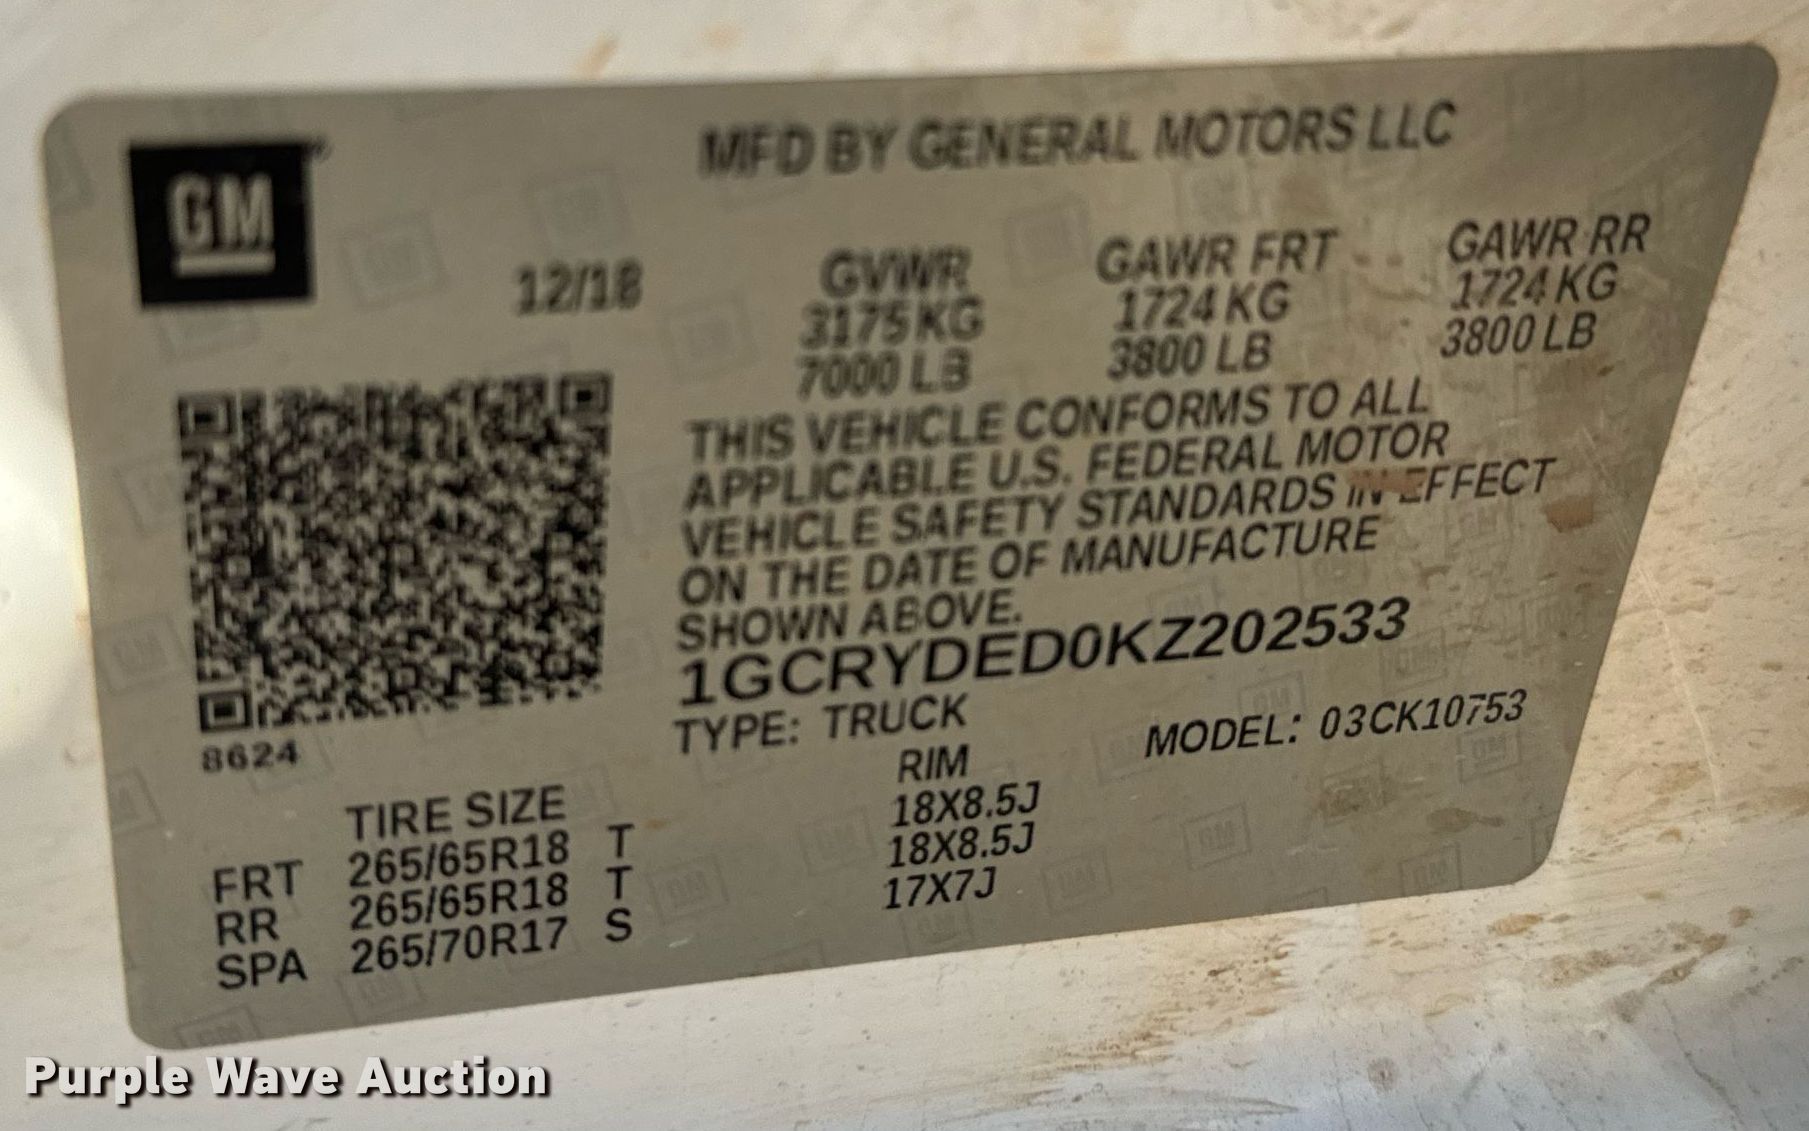 GM
MFD BY GENERAL MOTORS LLC
12/18
GVWR GAWR FRT GAWR RR
3175 KG 1724 KG 1724 KG
7000 LB 3800 LB 3800 LB
THIS VEHICLE CONFORMS TO ALL
APPLICABLE U.S. FEDERAL MOTOR
VEHICLE SAFETY STANDARDS IN EFFECT
ON THE DATE OF MANUFACTURE
SHOWN ABOVE.
1GCRYDED0KZ202533
TYPE: TRUCK MODEL: 03CK10753
8624
TIRE SIZE RIM
FRT 265/65R18 T 18X8.5J
RR 265/65R18 T 18X8.5J
SPA 265/70R17 S 17X7J
Purple Wave Auction